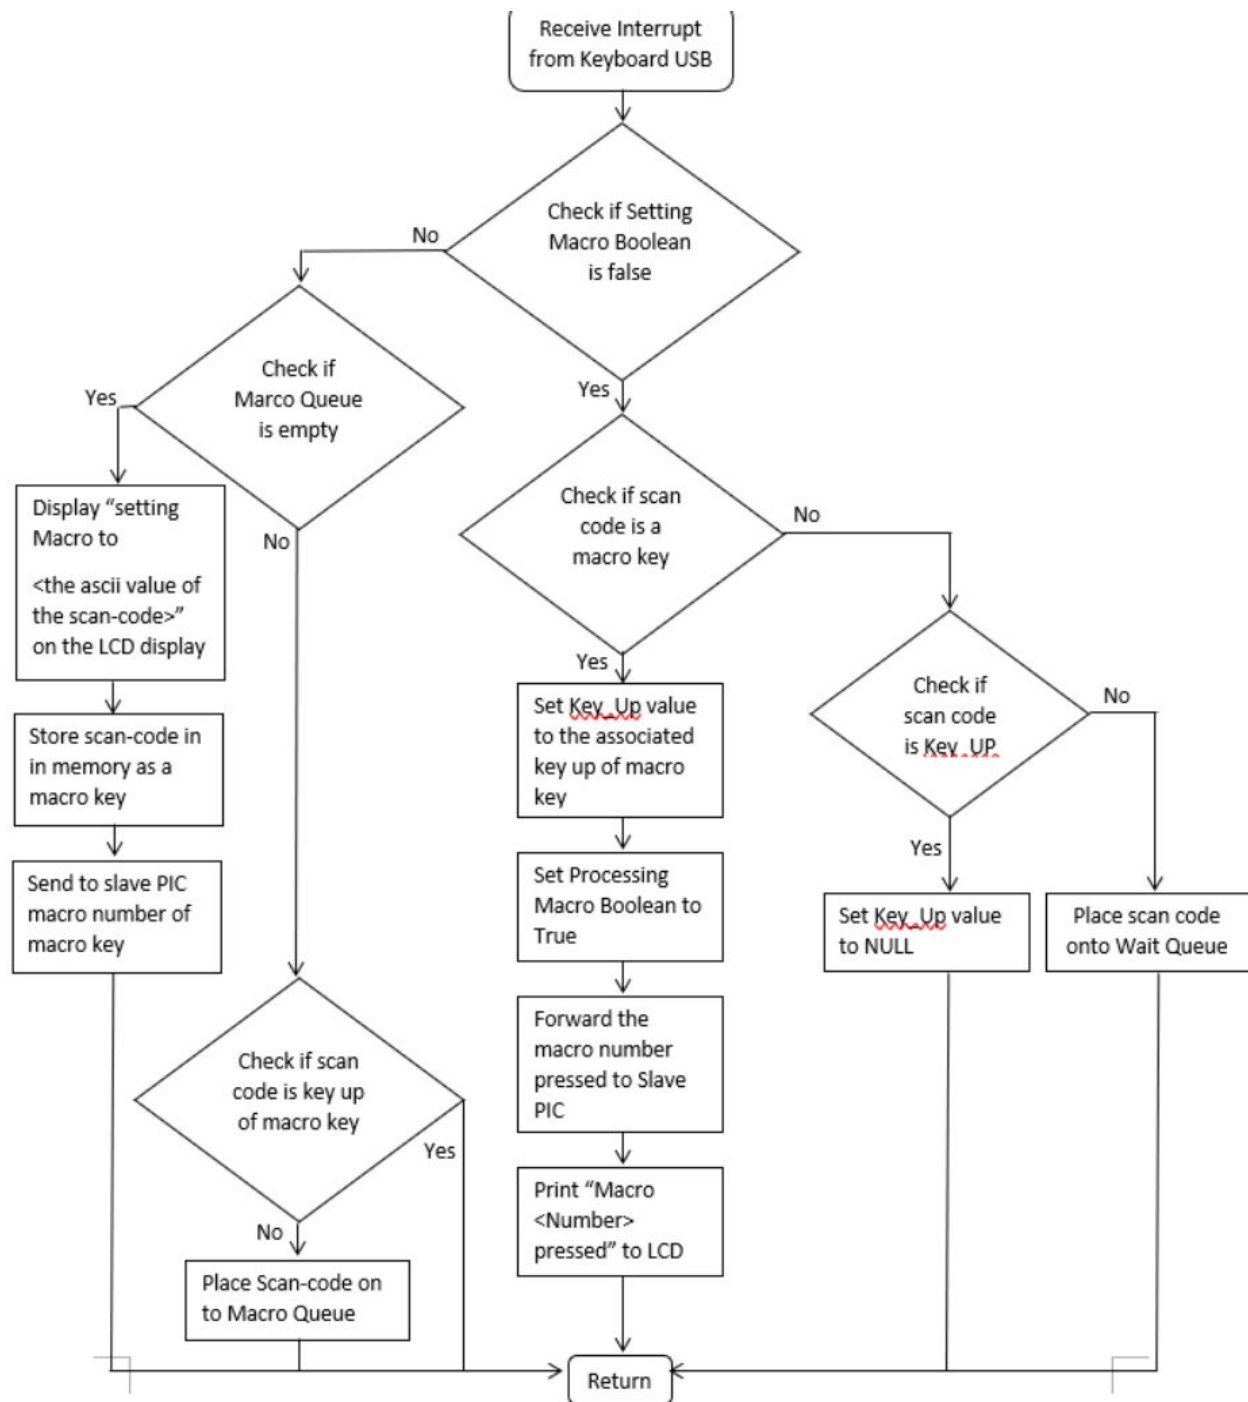 Receive Interrupt
from Keyboard USB
Check if Setting
Macro Boolean
is false
No
Yes
Check if
Marco Queue
is empty
Yes
No
Display “setting
Macro to
<the ascii value of
the scan-code>”
on the LCD display
Store scan-code in
in memory as a
macro key
Send to slave PIC
macro number of
macro key
Check if scan
code is key up
of macro key
Yes
No
Place Scan-code on
to Macro Queue
Check if scan
code is a
macro key
No
Yes
Set Key_Up value
to the associated
key up of macro
key
Set Processing
Macro Boolean to
True
Forward the
macro number
pressed to Slave
PIC
Print “Macro
<Number>
pressed” to LCD
Check if
scan code
is Key_UP
No
Yes
Set Key_Up value
to NULL
Place scan code
onto Wait Queue
Return